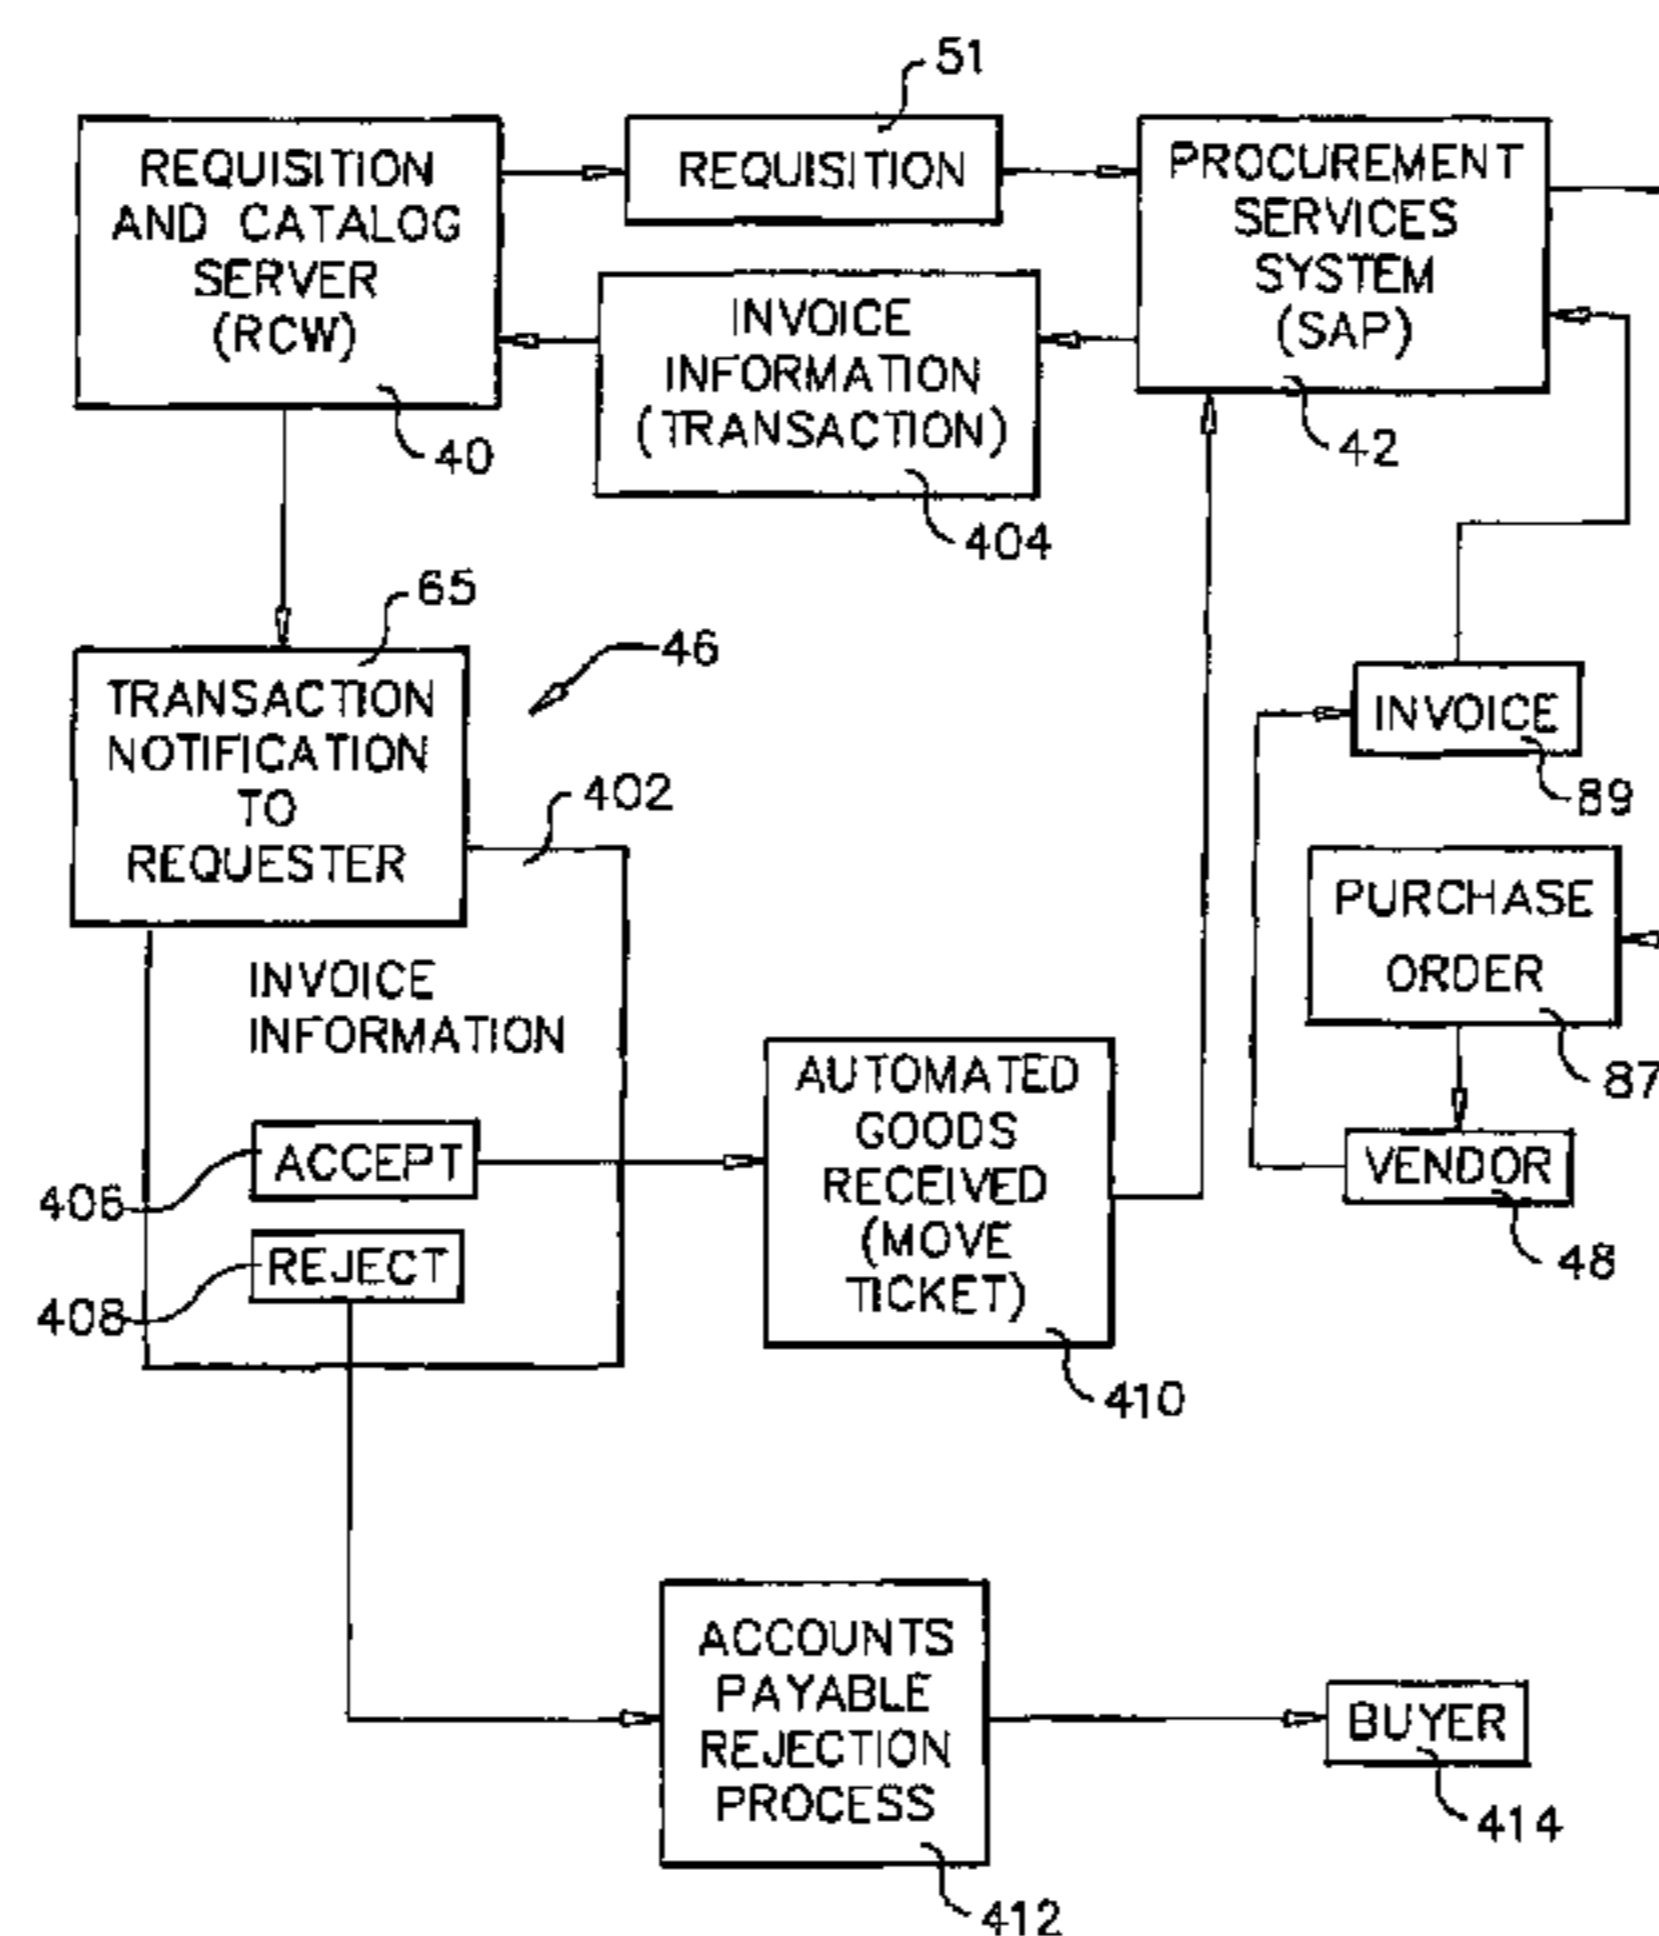 51
REQUISITION
AND CATALOG
SERVER
(RCW)
40
REQUISITION
PROCUREMENT
SERVICES
SYSTEM
(SAP)
42
INVOICE
INFORMATION
(TRANSACTION)
404
65
TRANSACTION
NOTIFICATION
TO
REQUESTER
46
402
INVOICE
89
PURCHASE
ORDER
87
VENDOR
48
INVOICE
INFORMATION
ACCEPT
406
REJECT
408
AUTOMATED
GOODS
RECEIVED
(MOVE
TICKET)
410
ACCOUNTS
PAYABLE
REJECTION
PROCESS
412
BUYER
414